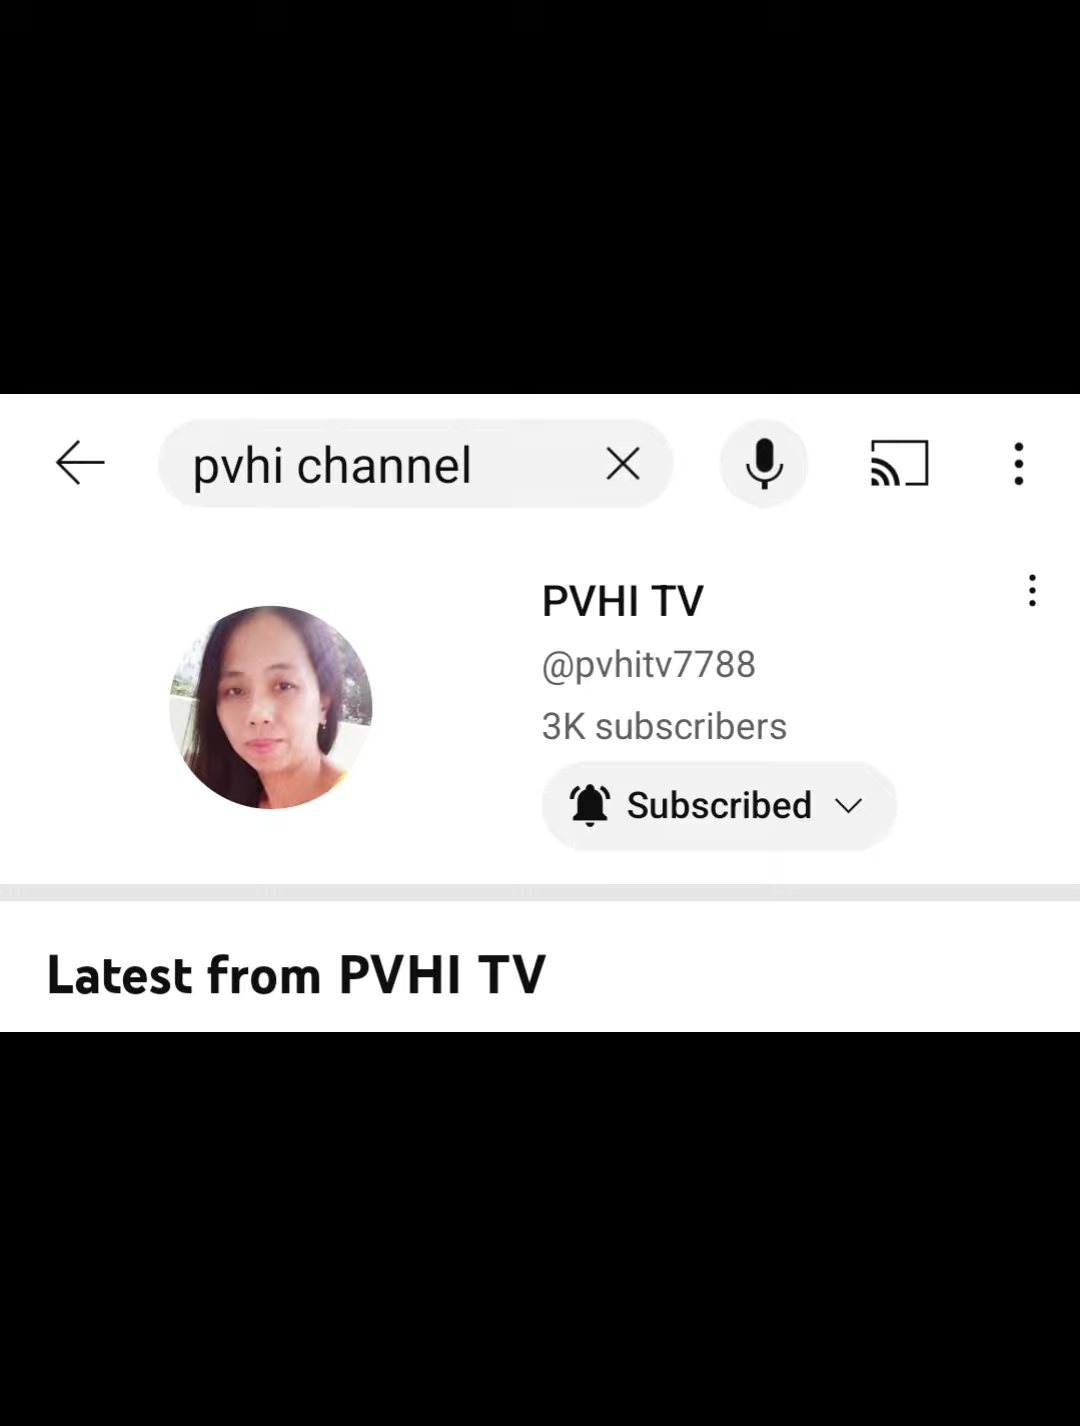 pvhi channel
PVHI TV
@pvhitv7788
3K subscribers
Subscribed
Latest from PVHI TV